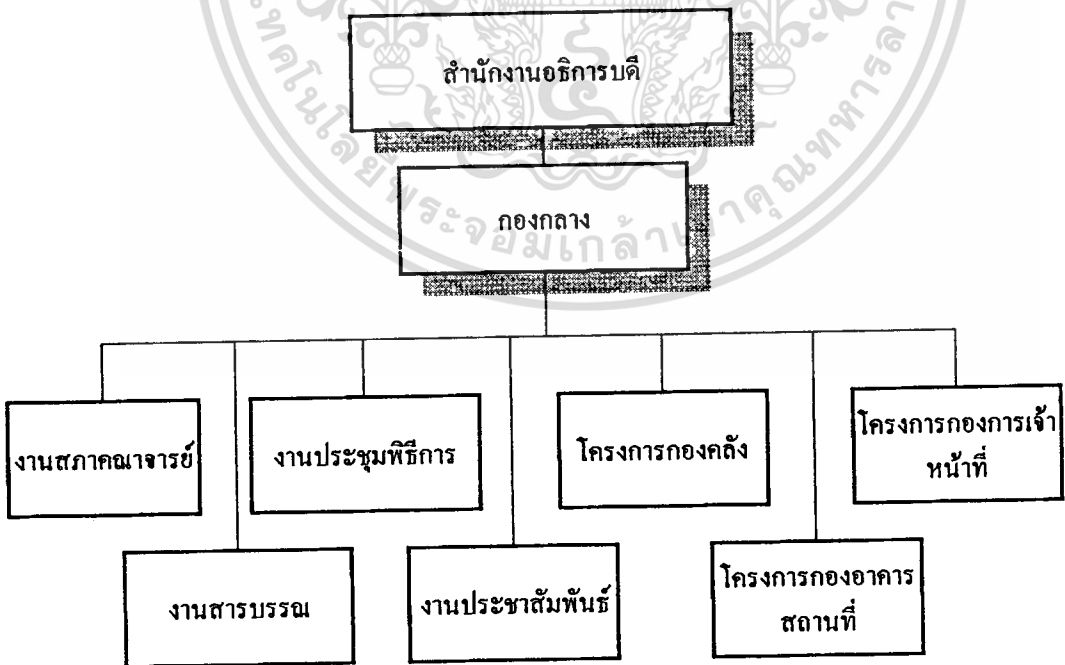 สำนักงานอธิการบดี
กองกลาง
งานสภาคณาจารย์
งานประชุมพิธีการ
โครงการกองคลัง
โครงการกองการเจ้า
หน้าที่
งานสารบรรณ
งานประชาสัมพันธ์
โครงการกองอาคาร
สถานที่